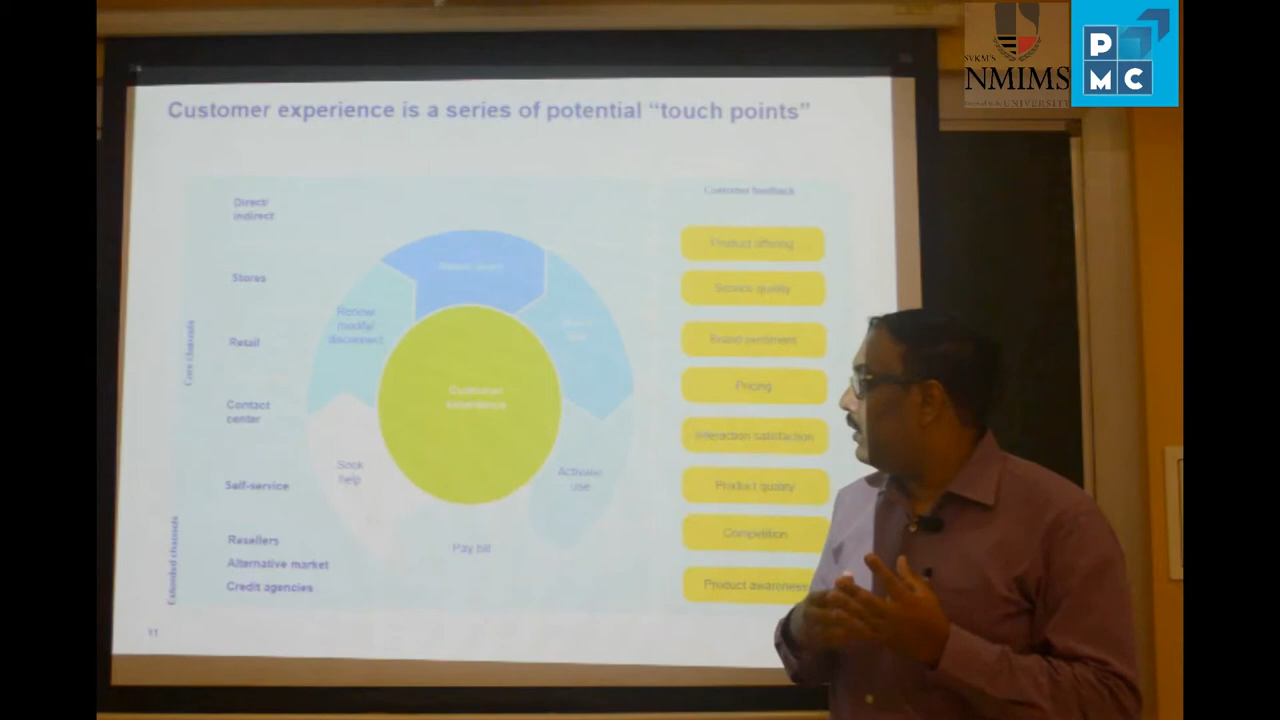 SVKM'S
NMIMS
UNIVERSITY
P
M C
Customer experience is a series of potential “touch points”
Direct/
indirect
Stores
Retail
Contact
center
Self-service
Resellers
Alternative market
Credit agencies
Core channels
Extended channels
Renew
modify/
disconnect
Seek
help
Pay bill
Activate
use
Customer
experience
Customer feedback
Product offering
Service quality
Brand sentiment
Pricing
Interaction satisfaction
Product quality
Competition
Product awareness
11